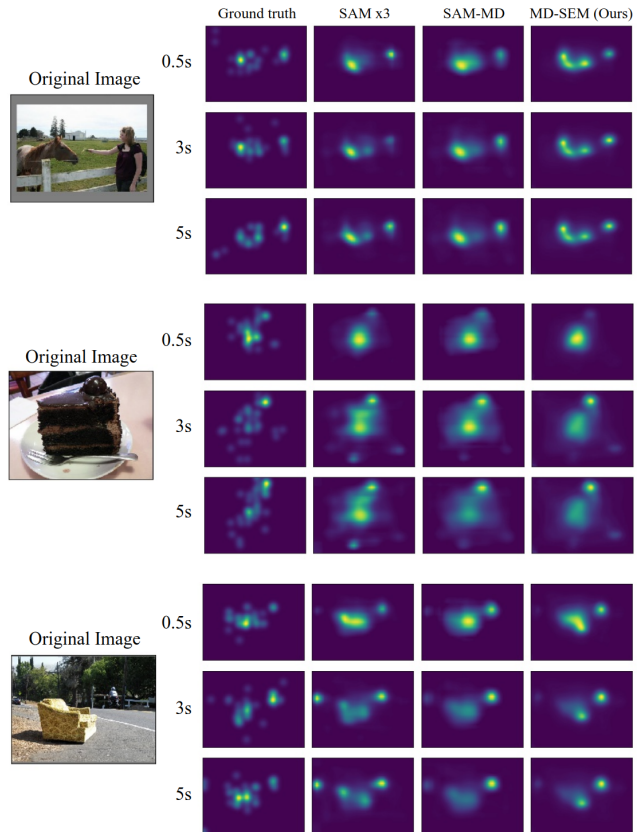 Ground truth SAM x3 SAM-MD MD-SEM (Ours)
0.5s
Original Image
3s
5s
0.5s
Original Image
3s
5s
0.5s
Original Image
3s
5s